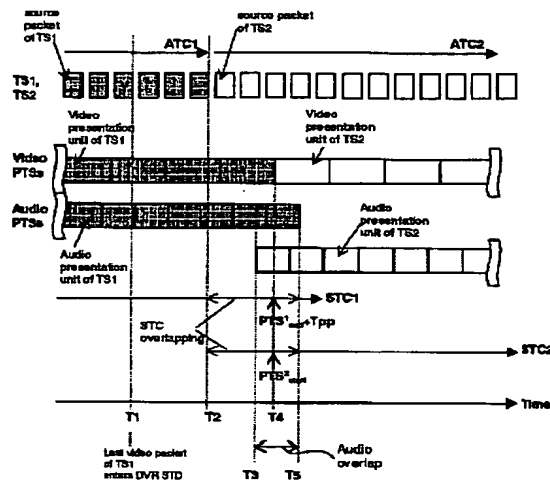 source
packet
of TS1
ATC1
source packet
of TS2
ATC2
TS1,
TS2
Video
presentation
unit of TS1
Video
presentation
unit of TS2
Video
PTSs
Audio
PTSs
Audio
presentation
unit of TS1
Audio
presentation
unit of TS2
STC1
STC
overlapping
+Tpp
STC2
Time
T1
T2
T4
Last video packet
of TS1
enters DVR STD
T3
T5
Audio
overlap